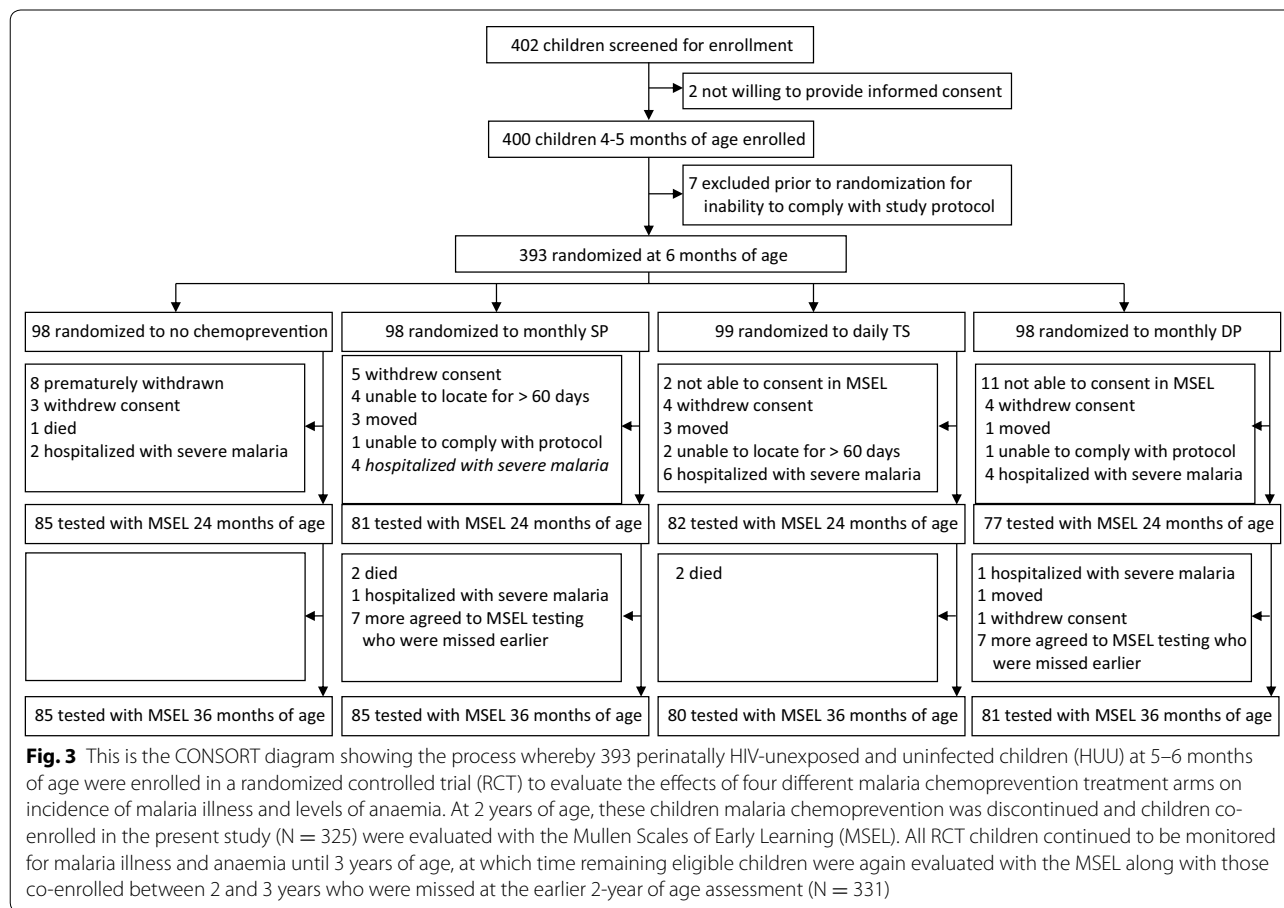 402 children screened for enrollment
2 not willing to provide informed consent
400 children 4-5 months of age enrolled
7 excluded prior to randomization for
inability to comply with study protocol
393 randomized at 6 months of age
98 randomized to no chemoprevention
98 randomized to monthly SP
99 randomized to daily TS
98 randomized to monthly DP
8 prematurely withdrawn
3 withdrew consent
1 died
2 hospitalized with severe malaria
5 withdrew consent
4 unable to locate for > 60 days
3 moved
1 unable to comply with protocol
4 hospitalized with severe malaria
2 not able to consent in MSEL
4 withdrew consent
3 moved
2 unable to locate for > 60 days
6 hospitalized with severe malaria
11 not able to consent in MSEL
4 withdrew consent
1 moved
1 unable to comply with protocol
4 hospitalized with severe malaria
85 tested with MSEL 24 months of age
81 tested with MSEL 24 months of age
82 tested with MSEL 24 months of age
77 tested with MSEL 24 months of age
2 died
1 hospitalized with severe malaria
7 more agreed to MSEL testing
who were missed earlier
2 died
1 hospitalized with severe malaria
1 moved
1 withdrew consent
7 more agreed to MSEL testing who
were missed earlier
85 tested with MSEL 36 months of age
85 tested with MSEL 36 months of age
80 tested with MSEL 36 months of age
81 tested with MSEL 36 months of age
Fig. 3 This is the CONSORT diagram showing the process whereby 393 perinatally HIV-unexposed and uninfected children (HUU) at 5–6 months
of age were enrolled in a randomized controlled trial (RCT) to evaluate the effects of four different malaria chemoprevention treatment arms on
incidence of malaria illness and levels of anaemia. At 2 years of age, these children malaria chemoprevention was discontinued and children co-
enrolled in the present study (N = 325) were evaluated with the Mullen Scales of Early Learning (MSEL). All RCT children continued to be monitored
for malaria illness and anaemia until 3 years of age, at which time remaining eligible children were again evaluated with the MSEL along with those
co-enrolled between 2 and 3 years who were missed at the earlier 2-year of age assessment (N = 331)